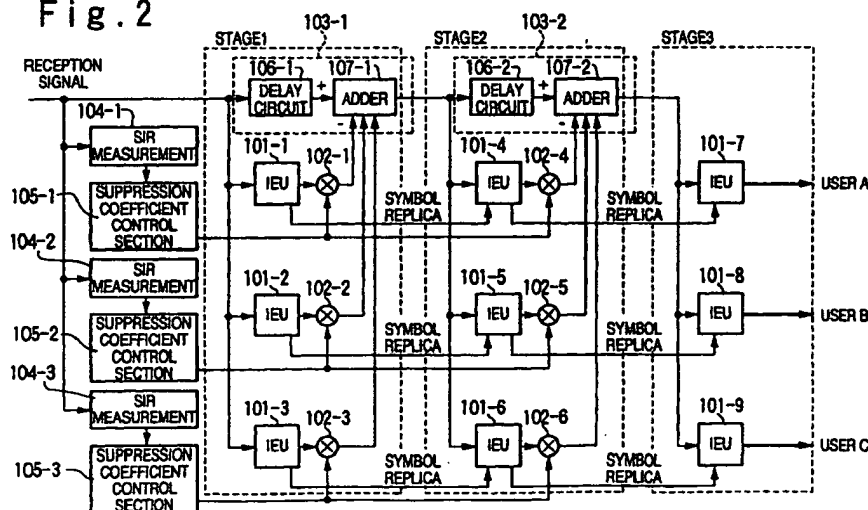 Fig.2
103-1
103-2
STAGE1
STAGE2
STAGE3
RECEPTION
SIGNAL
106-1
107-1
106-2
107-2
DELAY
CIRCUIT
+
ADDER
-
DELAY
CIRCUIT
+
ADDER
-
104-1
SIR
MEASUREMENT
105-1
SUPPRESSION
COEFFICIENT
CONTROL
SECTION
101-1
IEU
102-1
SYMBOL
REPLICA
101-4
IEU
102-4
SYMBOL
REPLICA
101-7
IEU
USER A
104-2
SIR
MEASUREMENT
105-2
SUPPRESSION
COEFFICIENT
CONTROL
SECTION
101-2
IEU
102-2
SYMBOL
REPLICA
101-5
IEU
102-5
SYMBOL
REPLICA
101-8
IEU
USER B
104-3
SIR
MEASUREMENT
105-3
SUPPRESSION
COEFFICIENT
CONTROL
SECTION
101-3
IEU
102-3
SYMBOL
REPLICA
101-6
IEU
102-6
SYMBOL
REPLICA
101-9
IEU
USER C